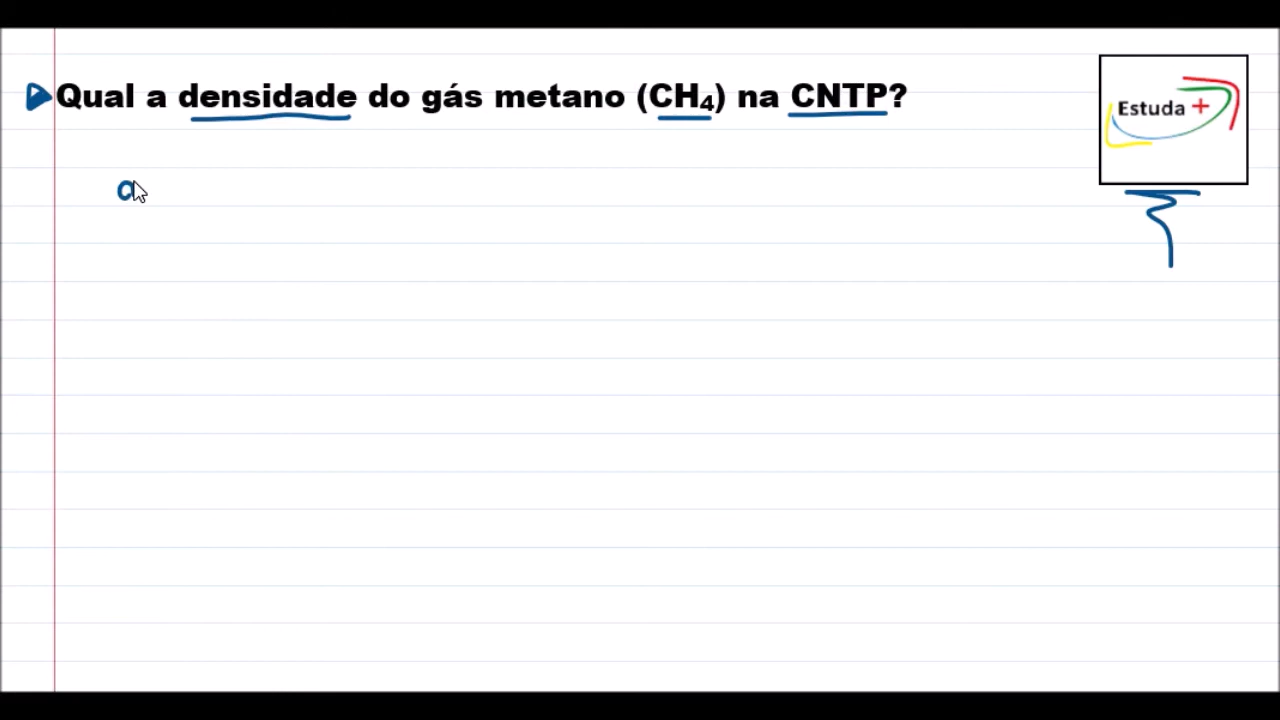 Qual a densidade do gás metano (CH₄) na CNTP?
Estuda +